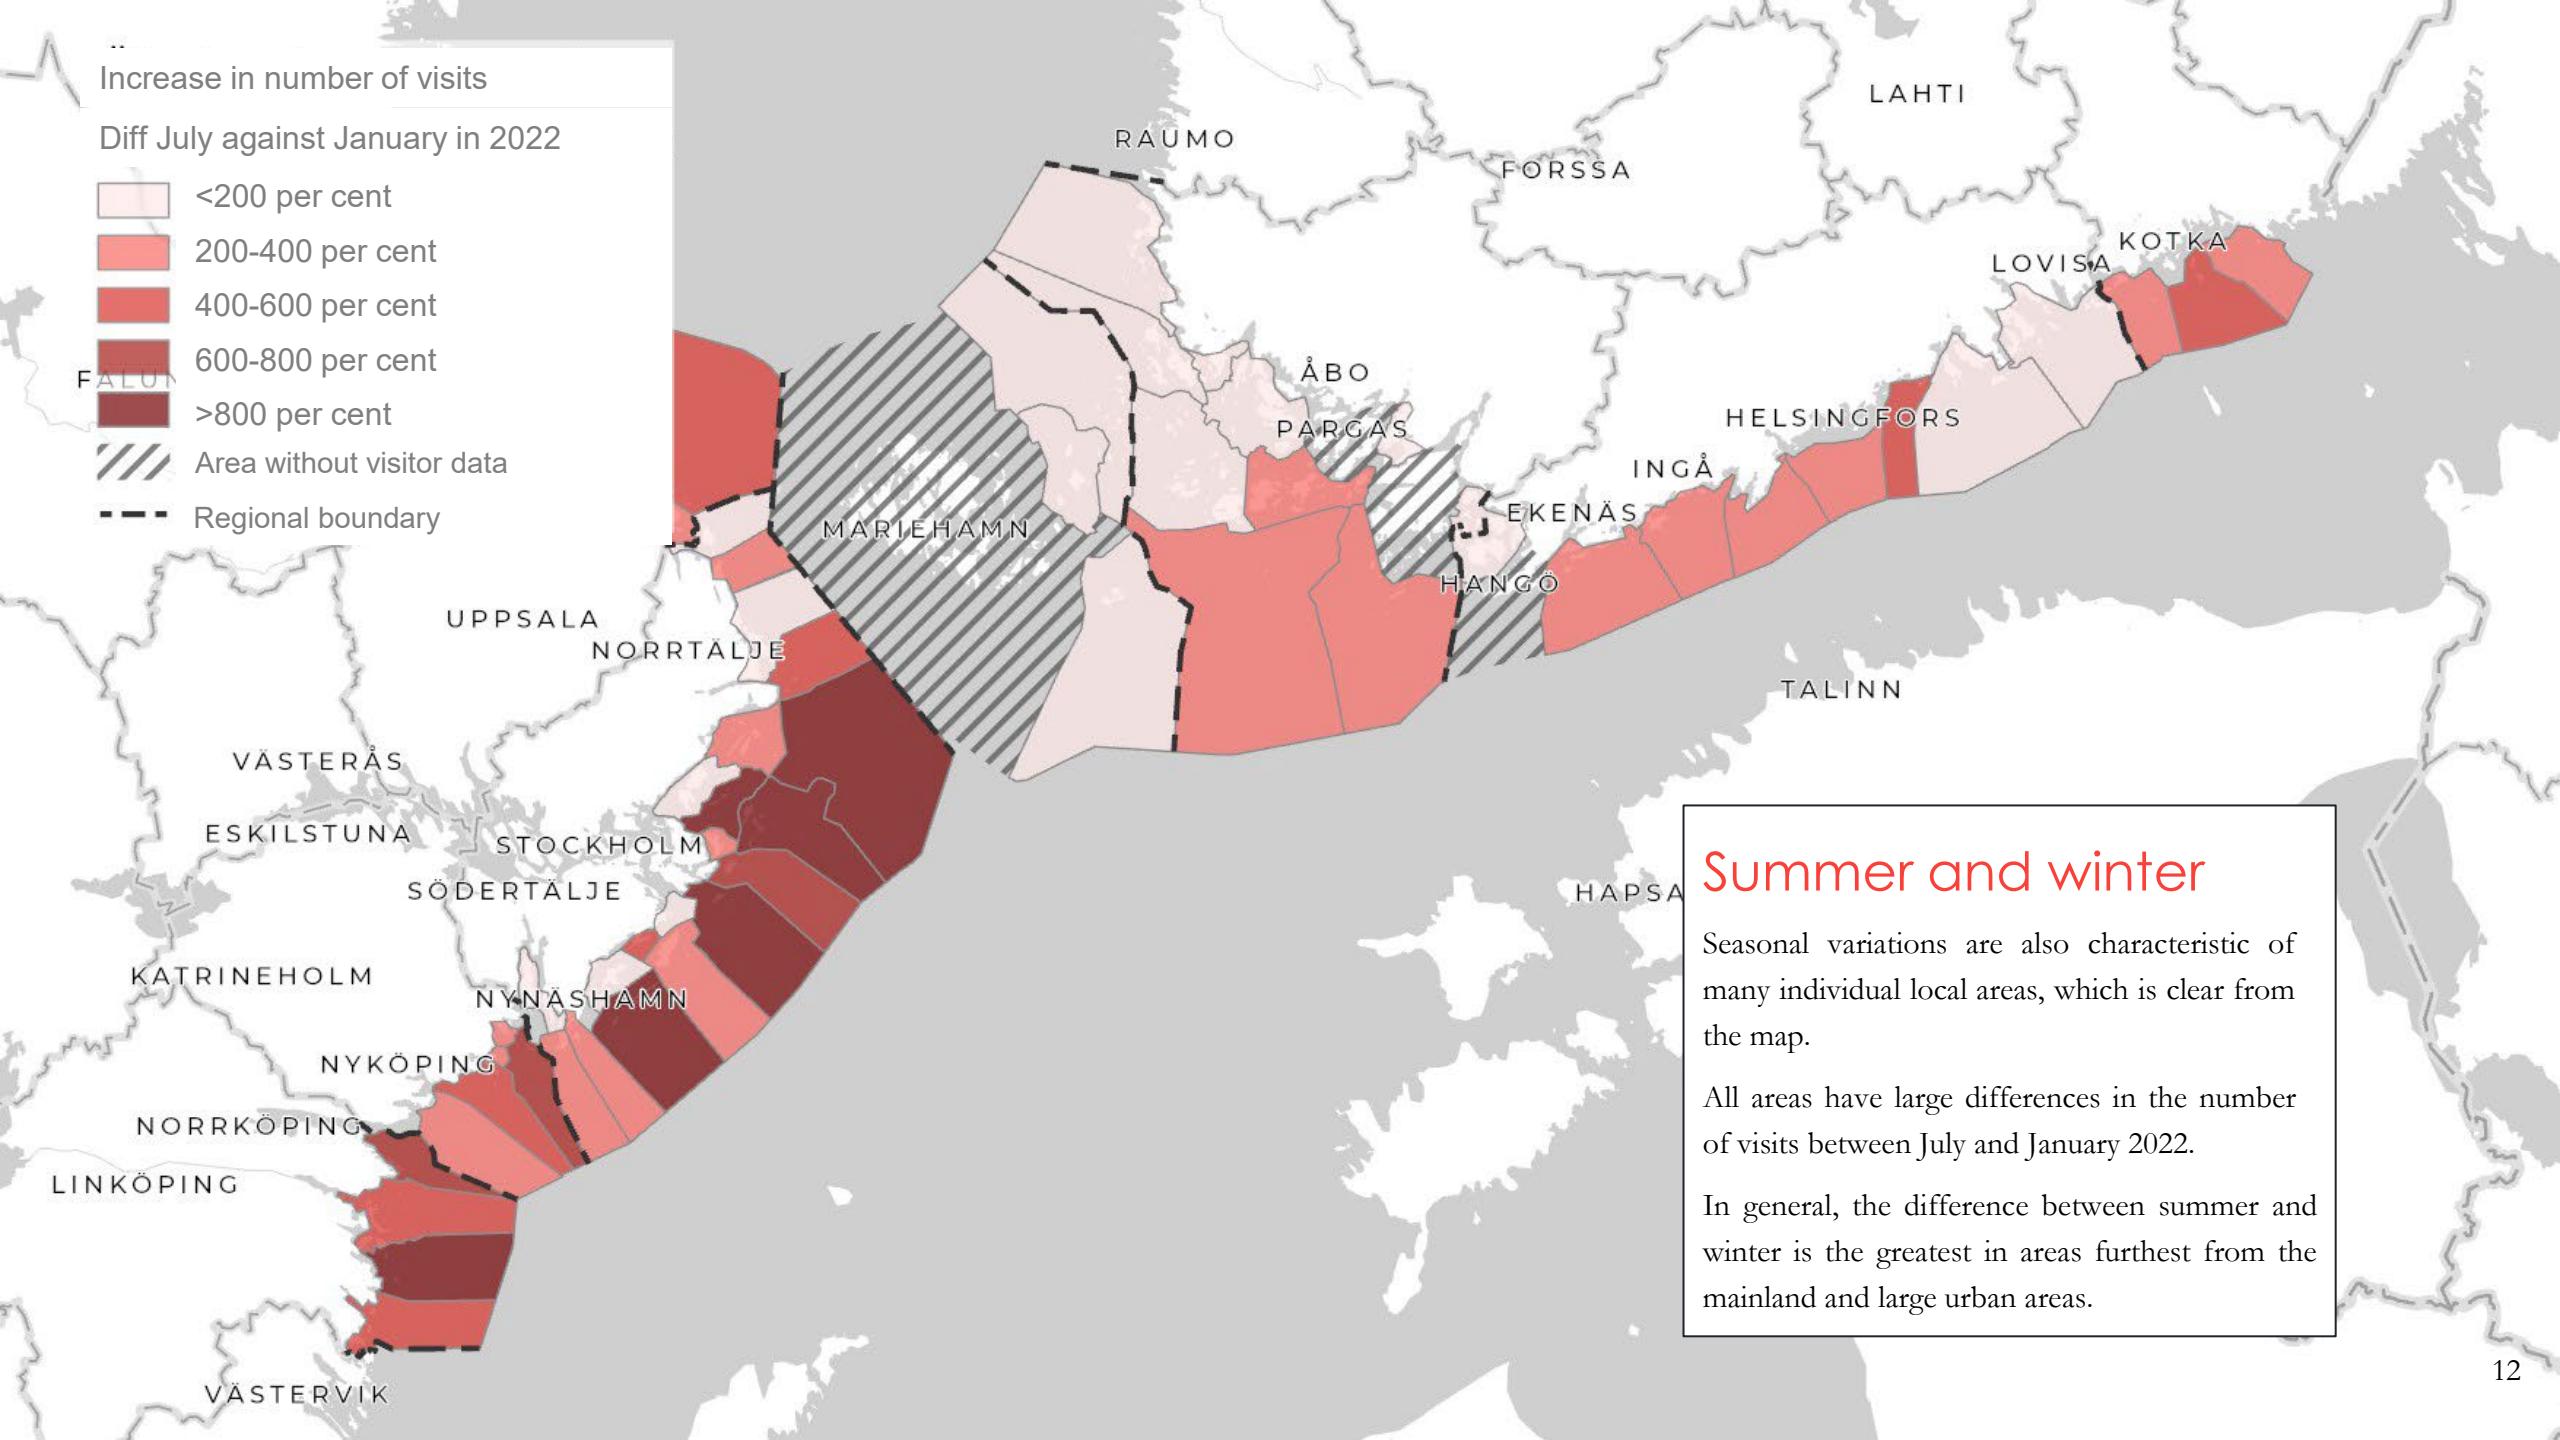 Increase in number of visits
Diff July against January in 2022
<200 per cent
200-400 per cent
400-600 per cent
600-800 per cent
>800 per cent
Area without visitor data
Regional boundary
FALUN
RAUMO
LAHTI
FORSSA
KOTKA
LOVISA
ÅBO
PARGAS
HELSINGFORS
INGÅ
EKENÄS
HANGÖ
MARIEHAMN
UPPSALA
NORRTÄLJE
TALINN
VÄSTERÅS
ESKILSTUNA
STOCKHOLM
SÖDERTÄLJE
HAPSA
KATRINEHOLM
NYNÄSHAMN
NYKÖPING
NORRKÖPING
LINKÖPING
VÄSTERVIK
Summer and winter
Seasonal variations are also characteristic of
many individual local areas, which is clear from
the map.
All areas have large differences in the number
of visits between July and January 2022.
In general, the difference between summer and
winter is the greatest in areas furthest from the
mainland and large urban areas.
12